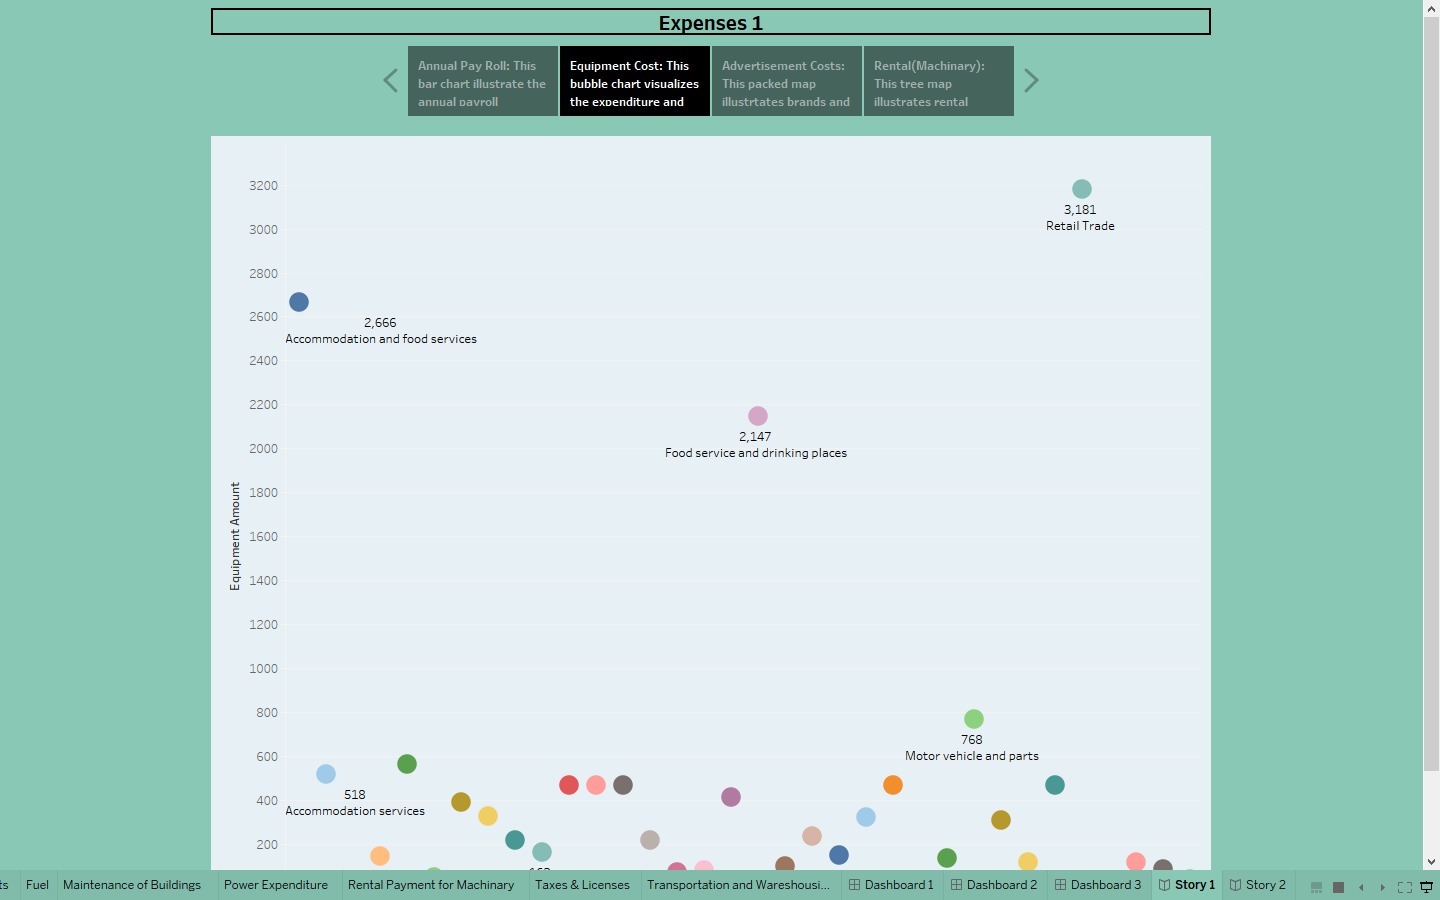 Expenses 1
Annual Pay Roll: This
bar chart illustrate the
annual payroll
Equipment Cost: This
bubble chart visualizes
the expenditure and
Advertisement Costs:
This packed map
illustrtates brands and
Rental(Machinery):
This tree map
illustrates rental
3200
3,181
Retail Trade
3000
2800
2600
2,666
Accommodation and food services
2400
2200
2,147
Food service and drinking places
2000
1800
Equipment Amount
1600
1400
1200
1000
800
768
Motor vehicle and parts
600
518
Accommodation services
400
200
ts
Fuel
Maintenance of Buildings
Power Expenditure
Rental Payment for Machinary
Taxes & Licenses
Transportation and Warehousi...
Dashboard 1
Dashboard 2
Dashboard 3
Story 1
Story 2